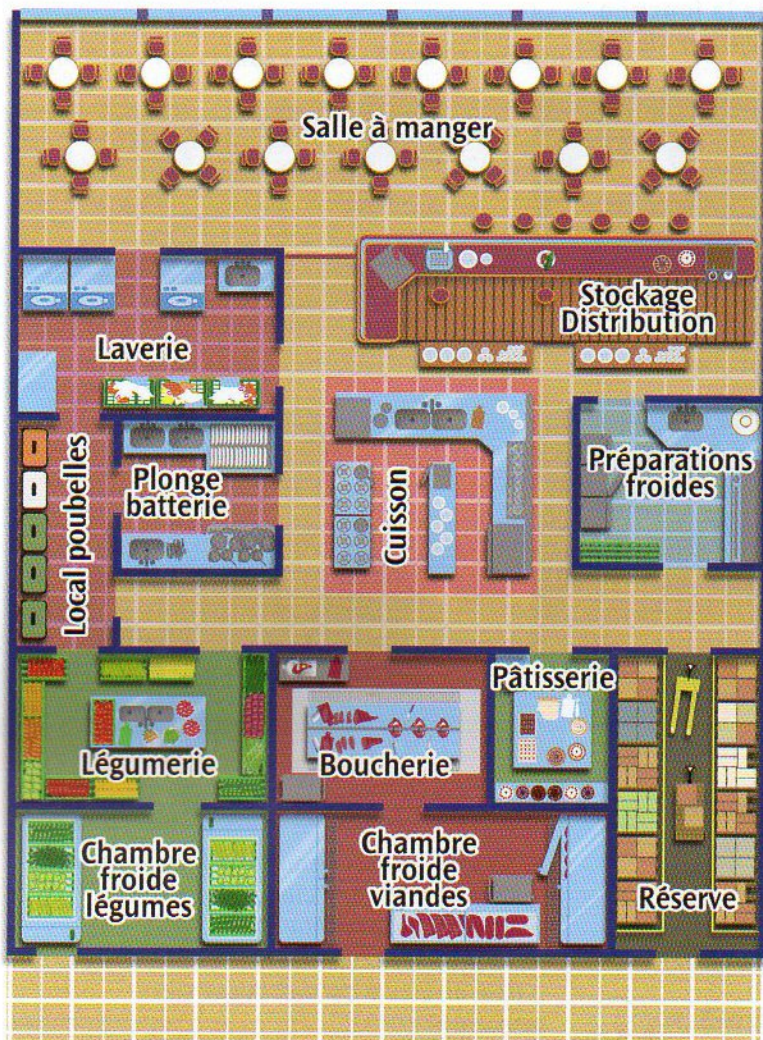 Salle à manger
Stockage
Distribution
Laverie
Préparations
froides
Plonge
batterie
Cuisson
Local poubelles
Pâtisserie
Légumerie
Boucherie
Chambre
froide
légumes
Chambre
froide
viandes
Réserve